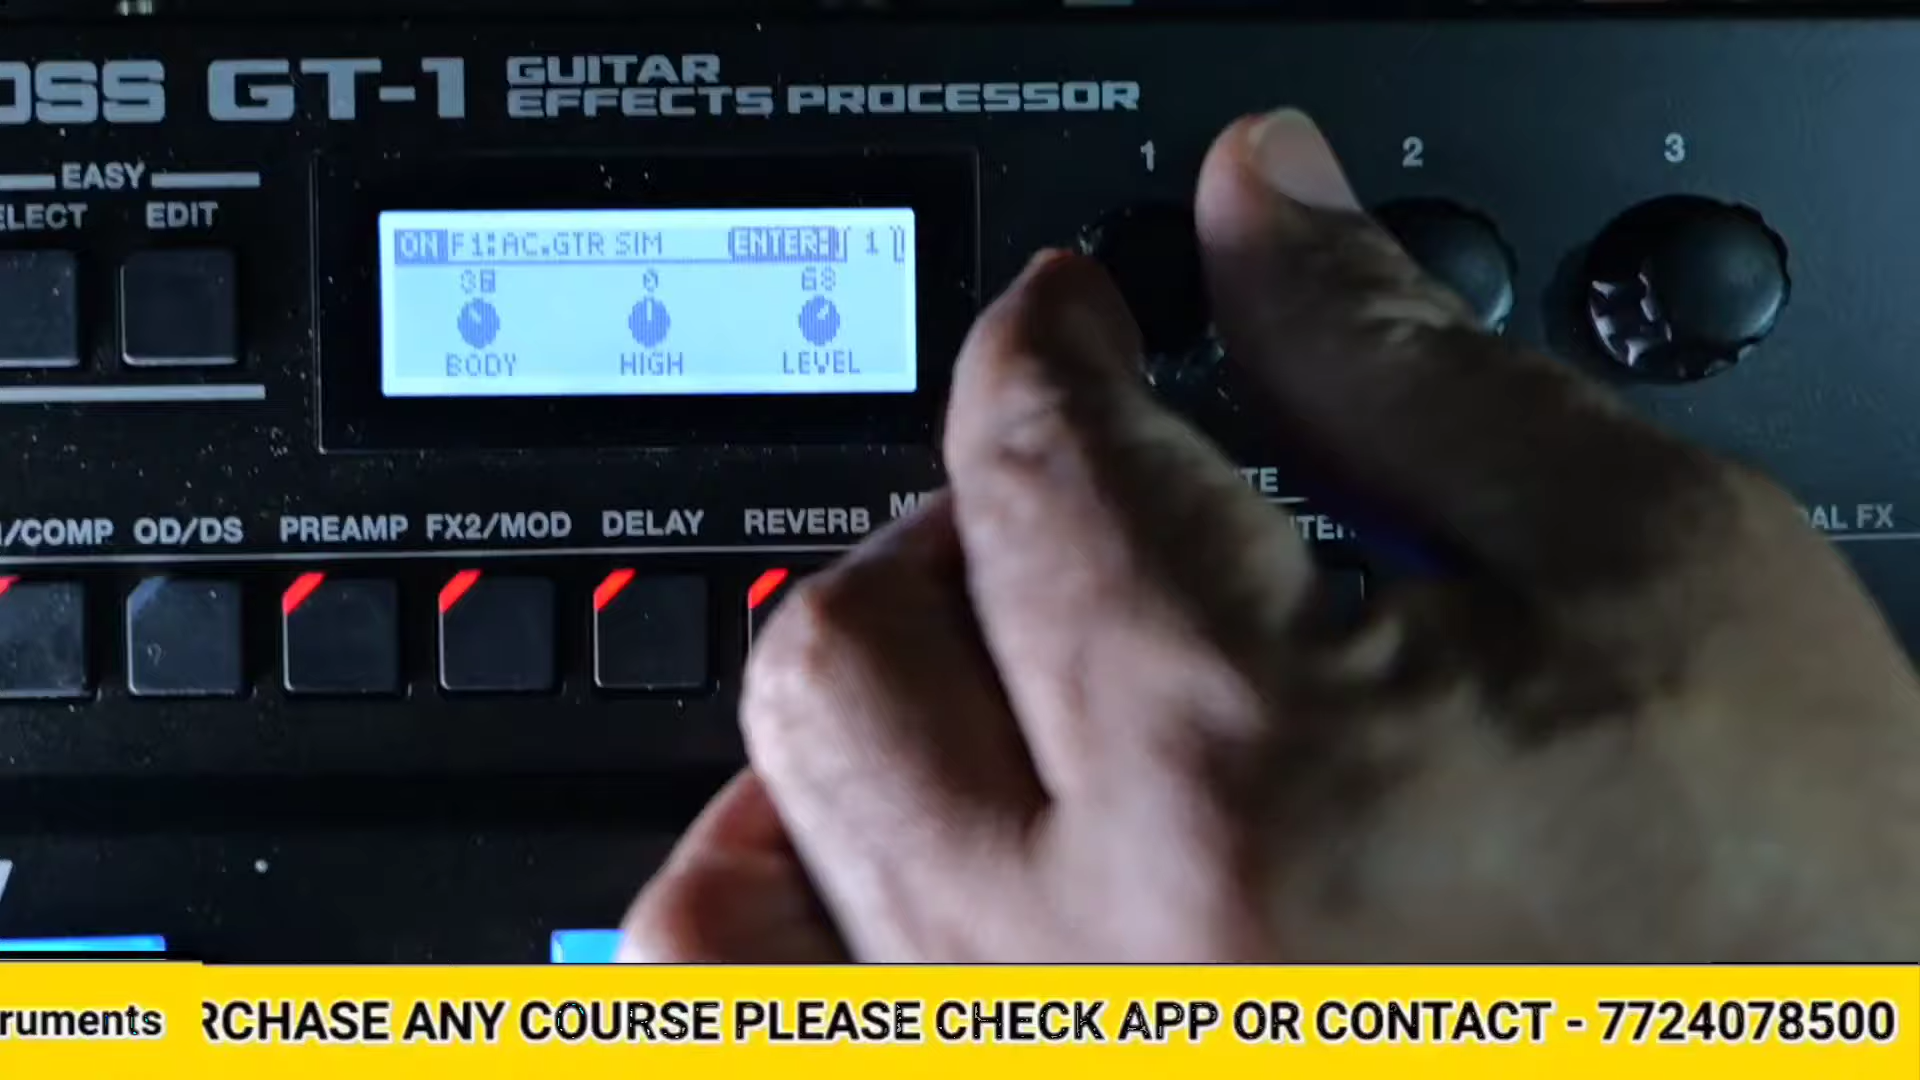 OSS GT-1 GUITAR EFFECTS PROCESSOR
1 2 3
EASY
ELECT EDIT
ON F1:AC.GTR SIM ENTER: 1
0 68
BODY HIGH LEVEL
/COMP OD/DS PREAMP FX2/MOD DELAY REVERB
AL FX
ruments RCHASE ANY COURSE PLEASE CHECK APP OR CONTACT - 7724078500